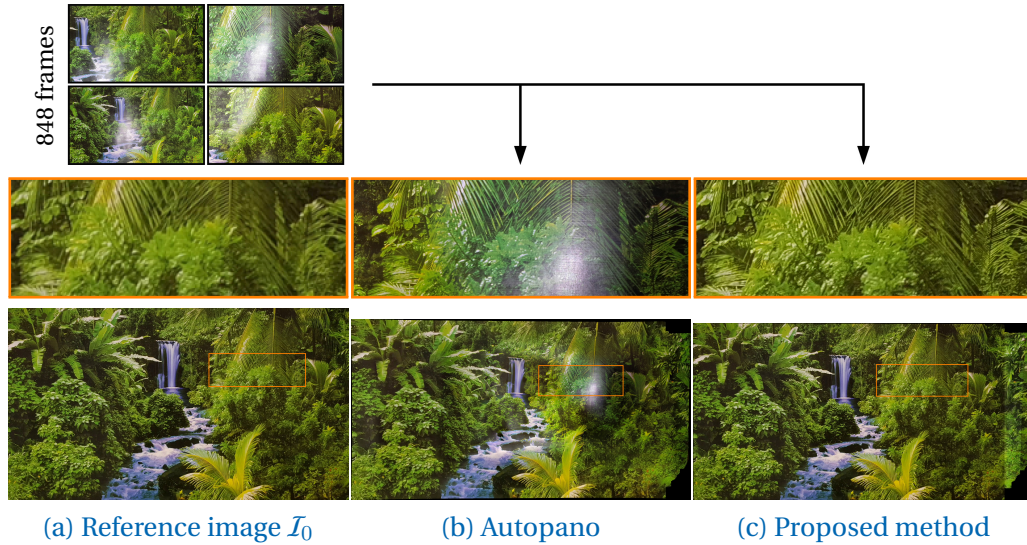 848 frames
(a) Reference image I₀
(b) Autopano
(c) Proposed method